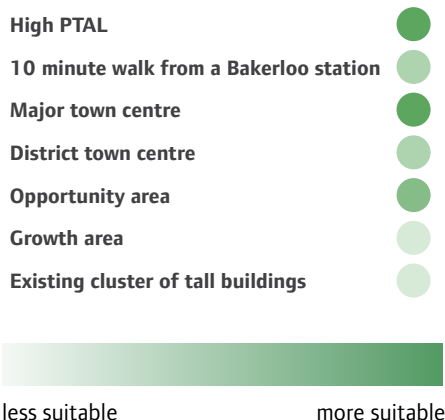 High PTAL
10 minute walk from a Bakerloo station
Major town centre
District town centre
Opportunity area
Growth area
Existing cluster of tall buildings
less suitable more suitable